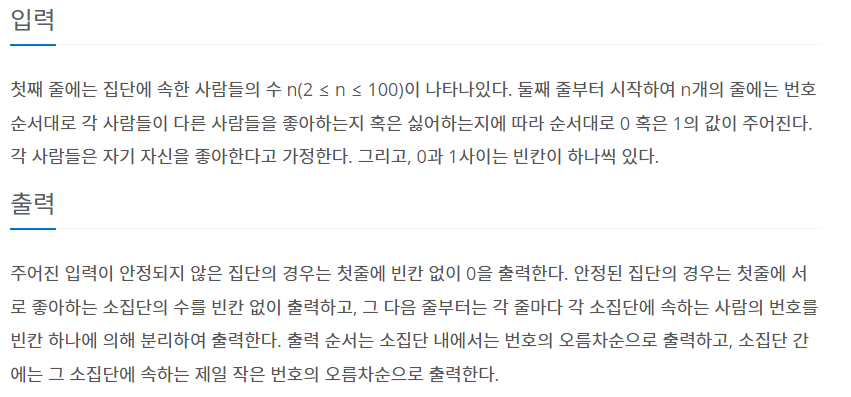 입력
첫째 줄에는 집단에 속한 사람들의 수 n(2 ≤ n ≤ 100)이 나타나있다. 둘째 줄부터 시작하여 n개의 줄에는 번호
순서대로 각 사람들이 다른 사람들을 좋아하는지 혹은 싫어하는지에 따라 순서대로 0 혹은 1의 값이 주어진다.
각 사람들은 자기 자신을 좋아한다고 가정한다. 그리고, 0과 1사이는 빈칸이 하나씩 있다.
출력
주어진 입력이 안정되지 않은 집단의 경우는 첫줄에 빈칸 없이 0을 출력한다. 안정된 집단의 경우는 첫줄에 서
로 좋아하는 소집단의 수를 빈칸 없이 출력하고, 그 다음 줄부터는 각 줄마다 각 소집단에 속하는 사람의 번호를
빈칸 하나에 의해 분리하여 출력한다. 출력 순서는 소집단 내에서는 번호의 오름차순으로 출력하고, 소집단 간
에는 그 소집단에 속하는 제일 작은 번호의 오름차순으로 출력한다.